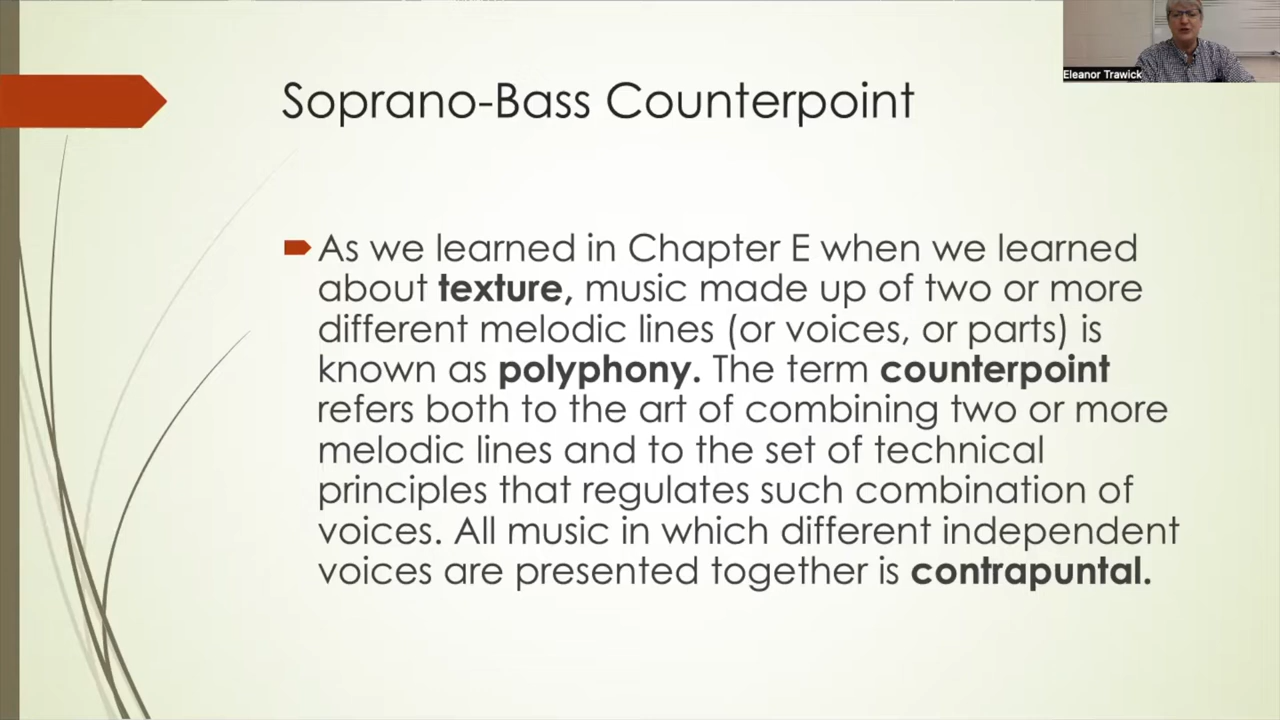 Eleanor Trawick
Soprano-Bass Counterpoint
As we learned in Chapter E when we learned
about texture, music made up of two or more
different melodic lines (or voices, or parts) is
known as polyphony. The term counterpoint
refers both to the art of combining two or more
melodic lines and to the set of technical
principles that regulates such combination of
voices. All music in which different independent
voices are presented together is contrapuntal.